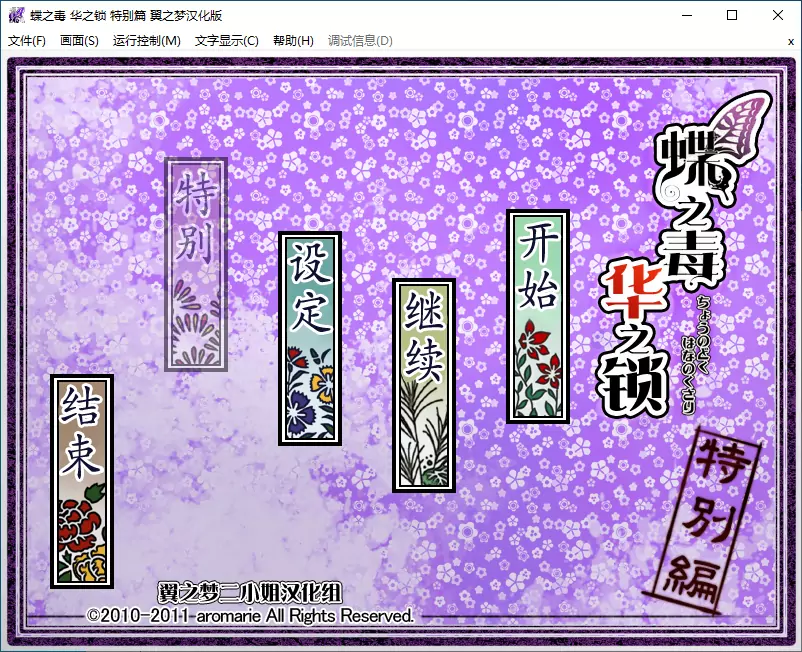 蝶之毒 华之锁 特别篇 翼之梦汉化版
文件(F) 画面(S) 运行控制(M) 文字显示(C) 帮助(H) 调试信息(D) x
蝶之毒
华之锁
ちょうのどく
はなのくさり
特別編
开始
继续
设定
特别
结束
翼之梦二小姐汉化组
©2010-2011 aromarie All Rights Reserved.